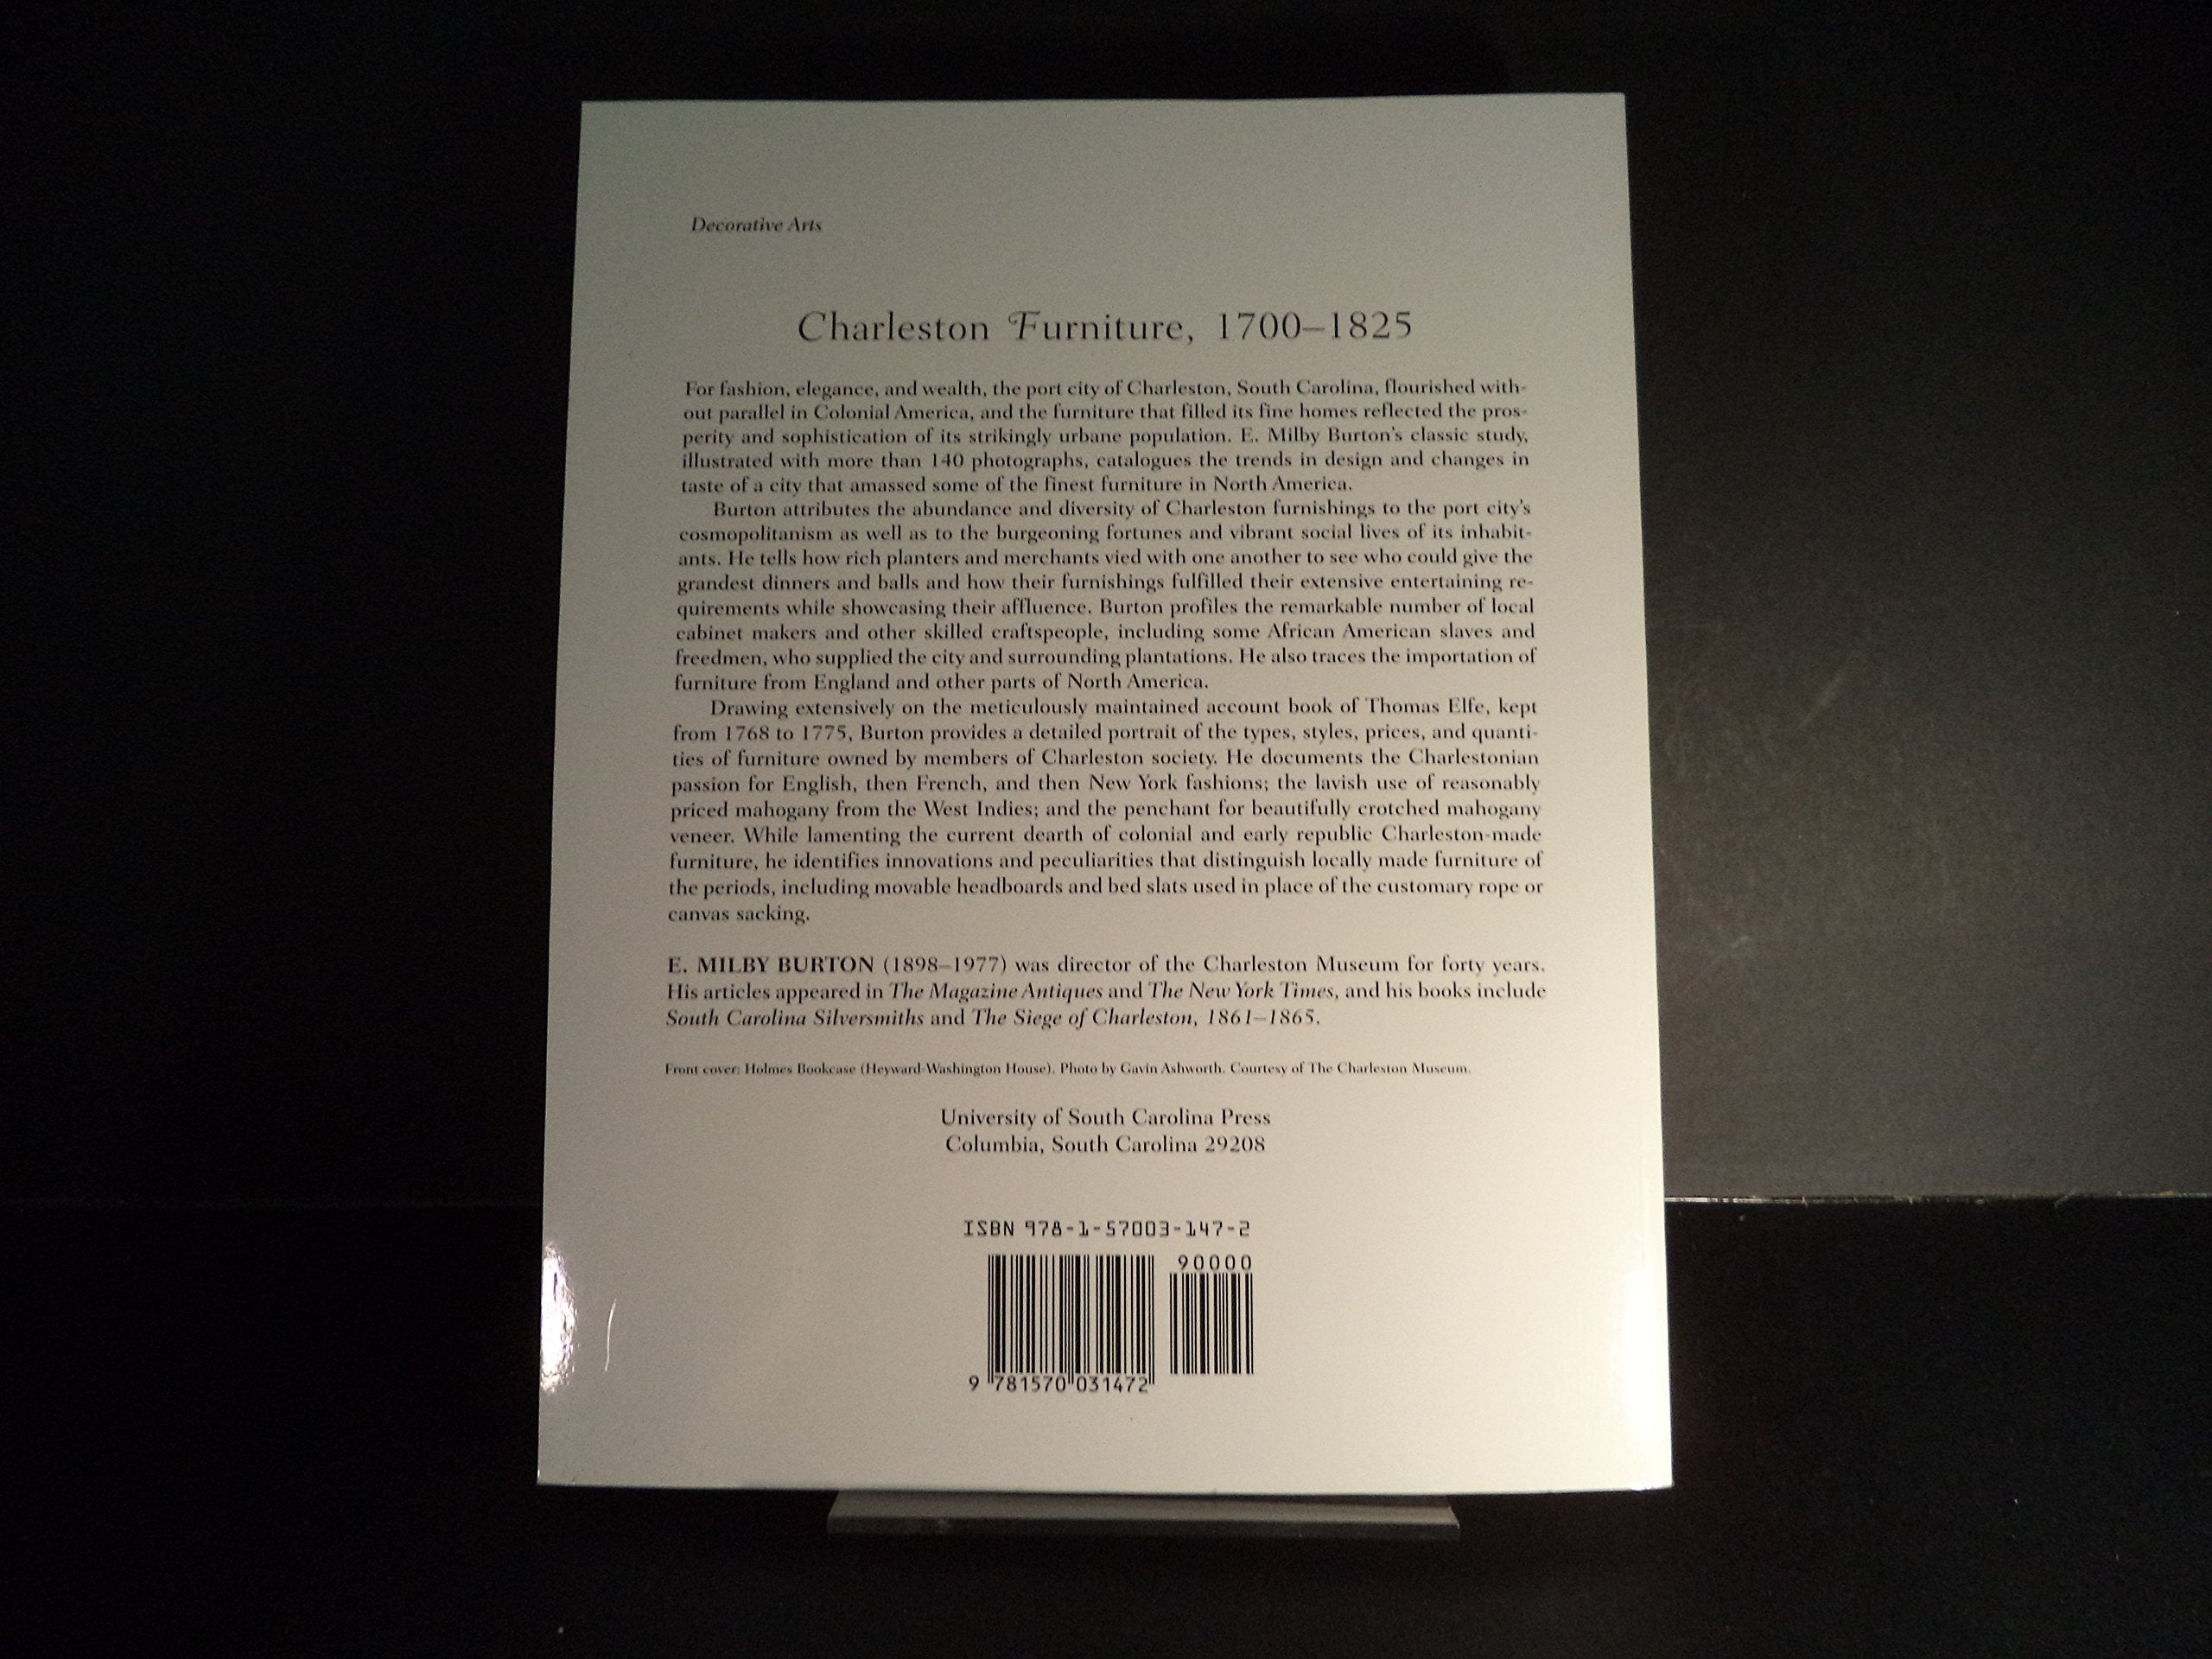 Decorative Arts
Charleston Furniture, 1700–1825
For fashion, elegance, and wealth, the port city of Charleston, South Carolina, flourished with-
out parallel in Colonial America, and the furniture that filled its fine homes reflected the pros-
perity and sophistication of its strikingly urbane population. E. Milby Burton's classic study,
illustrated with more than 140 photographs, catalogues the trends in design and changes in
taste of a city that amassed some of the finest furniture in North America.
Burton attributes the abundance and diversity of Charleston furnishings to the port city's
cosmopolitanism as well as to the burgeoning fortunes and vibrant social lives of its inhabit-
ants. He tells how rich planters and merchants vied with one another to see who could give the
grandest dinners and balls and how their furnishings fulfilled their extensive entertaining re-
quirements while showcasing their affluence. Burton profiles the remarkable number of local
cabinet makers and other skilled craftspeople, including some African American slaves and
freedmen, who supplied the city and surrounding plantations. He also traces the importation of
furniture from England and other parts of North America.
Drawing extensively on the meticulously maintained account book of Thomas Elfe, kept
from 1768 to 1775, Burton provides a detailed portrait of the types, styles, prices, and quanti-
ties of furniture owned by members of Charleston society. He documents the Charlestonian
passion for English, then French, and then New York fashions; the lavish use of reasonably
priced mahogany from the West Indies; and the penchant for beautifully crotched mahogany
veneer. While lamenting the current dearth of colonial and early republic Charleston-made
furniture, he identifies innovations and peculiarities that distinguish locally made furniture of
the periods, including movable headboards and bed slats used in place of the customary rope or
canvas sacking.
E. MILBY BURTON (1898–1977) was director of the Charleston Museum for forty years.
His articles appeared in The Magazine Antiques and The New York Times, and his books include
South Carolina Silversmiths and The Siege of Charleston, 1861–1865.
Front cover: Holmes Bookcase (Heyward-Washington House). Photo by Gavin Ashworth. Courtesy of The Charleston Museum.
University of South Carolina Press
Columbia, South Carolina 29208
ISBN 978-1-57003-147-2
90000
9 781570 031472